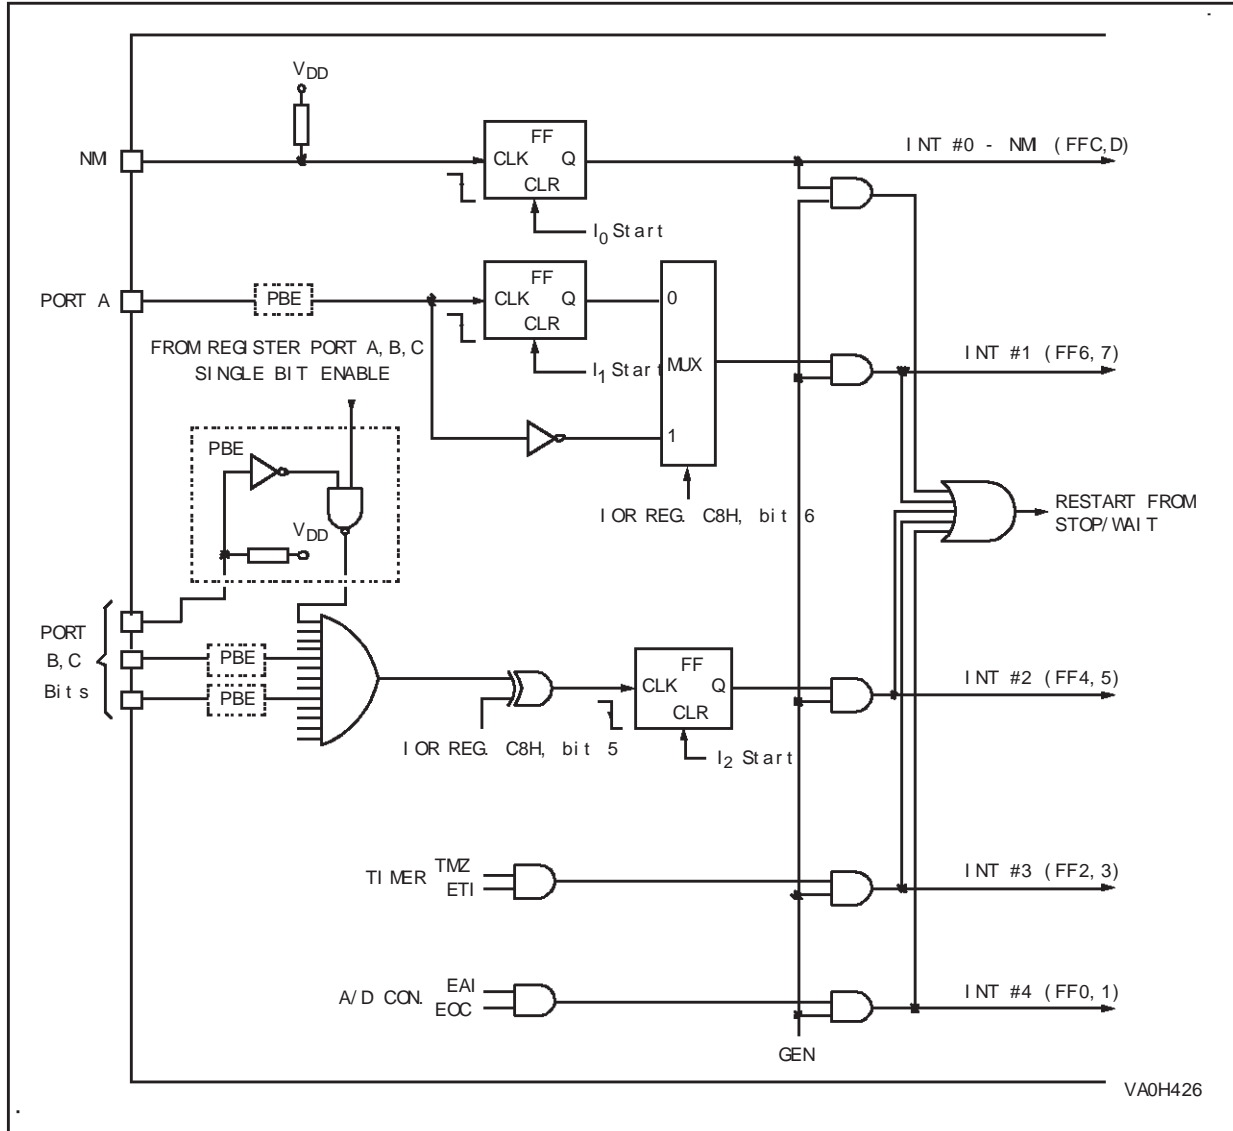 VDD
NMI
FF
CLK Q
CLR
I0 Start
INT #0 - NMI (FFC,D)
PORT A
PBE
FF
CLK Q
CLR
I1 Start
0
MUX
1
INT #1 (FF6,7)
FROM REGISTER PORT A,B,C
SINGLE BIT ENABLE
PBE
VDD
IOR REG. C8H, bit 6
RESTART FROM
STOP/WAIT
PORT
B,C
Bits
PBE
PBE
FF
CLK Q
CLR
I2 Start
IOR REG. C8H, bit 5
INT #2 (FF4,5)
TIMER
TMZ
ETI
INT #3 (FF2,3)
A/D CON.
EAI
EOC
INT #4 (FF0,1)
GEN
VA0H426